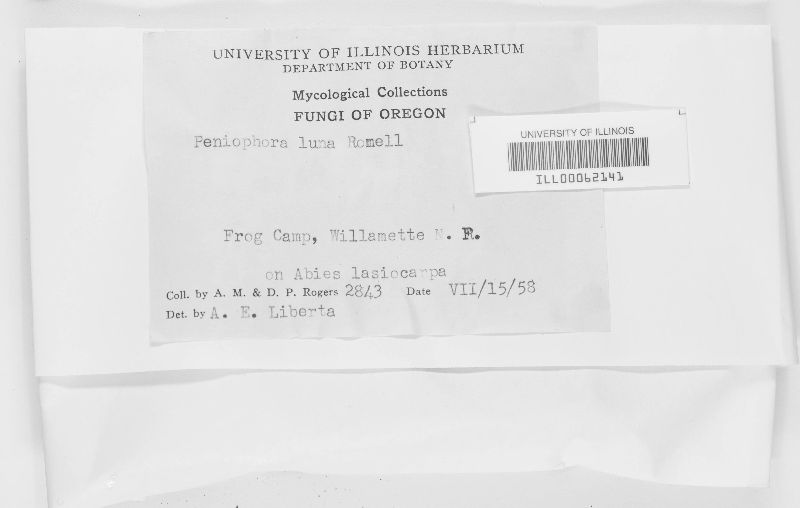 UNIVERSITY OF ILLINOIS HERBARIUM
DEPARTMENT OF BOTANY
Mycological Collections
FUNGI OF OREGON
Peniophora luna Romell
UNIVERSITY OF ILLINOIS
ILL00062141
Frog Camp, Willamette N. F.
on Abies lasiocarpa
Coll. by A. M. & D. P. Rogers 2843 Date VII/15/58
Det. by A. E. Liberta